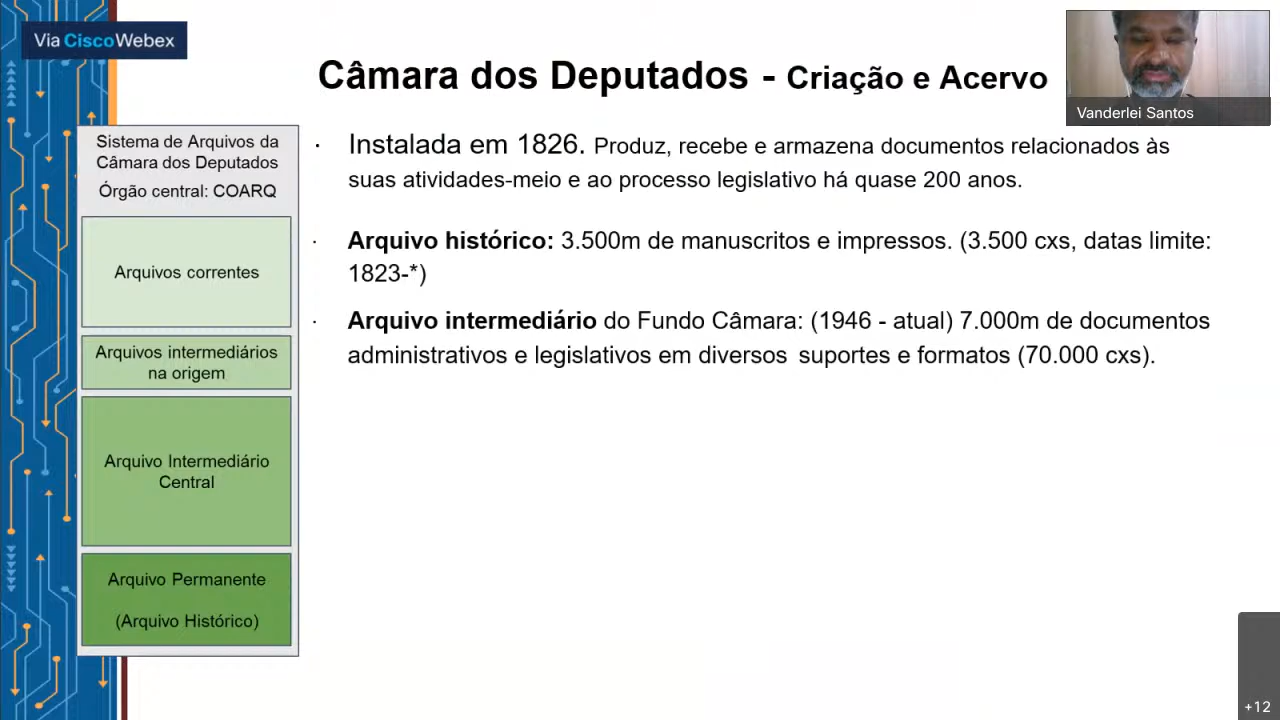 Via CiscoWebex
Câmara dos Deputados - Criação e Acervo
Vanderlei Santos
Sistema de Arquivos da
Câmara dos Deputados
Órgão central: COARQ
Arquivos correntes
Arquivos intermediários
na origem
Arquivo Intermediário
Central
Arquivo Permanente
(Arquivo Histórico)
· Instalada em 1826. Produz, recebe e armazena documentos relacionados às
suas atividades-meio e ao processo legislativo há quase 200 anos.
· Arquivo histórico: 3.500m de manuscritos e impressos. (3.500 cxs, datas limite:
1823-*)
· Arquivo intermediário do Fundo Câmara: (1946 - atual) 7.000m de documentos
administrativos e legislativos em diversos suportes e formatos (70.000 cxs).
+12